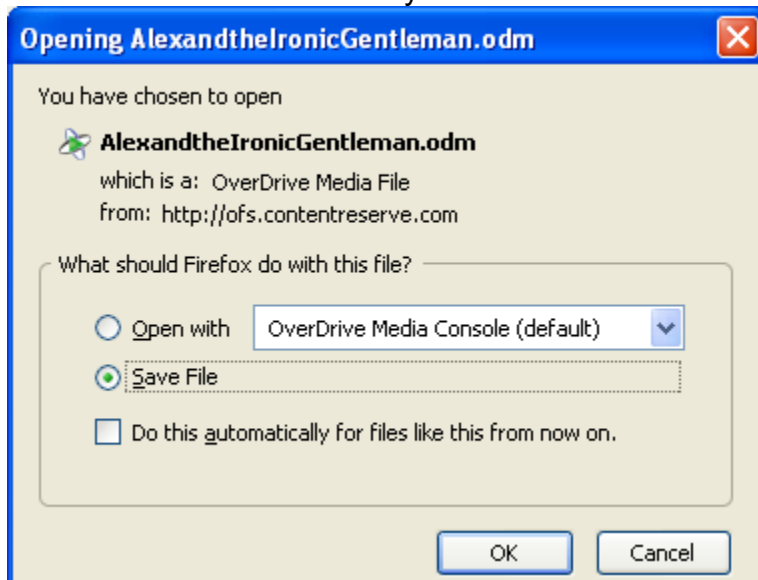 Opening AlexandtheIronicGentleman.odm
You have chosen to open
AlexandtheIronicGentleman.odm
which is a: OverDrive Media File
from: http://ofs.contentreserve.com
What should Firefox do with this file?
Open with OverDrive Media Console (default)
Save File
Do this automatically for files like this from now on.
OK Cancel